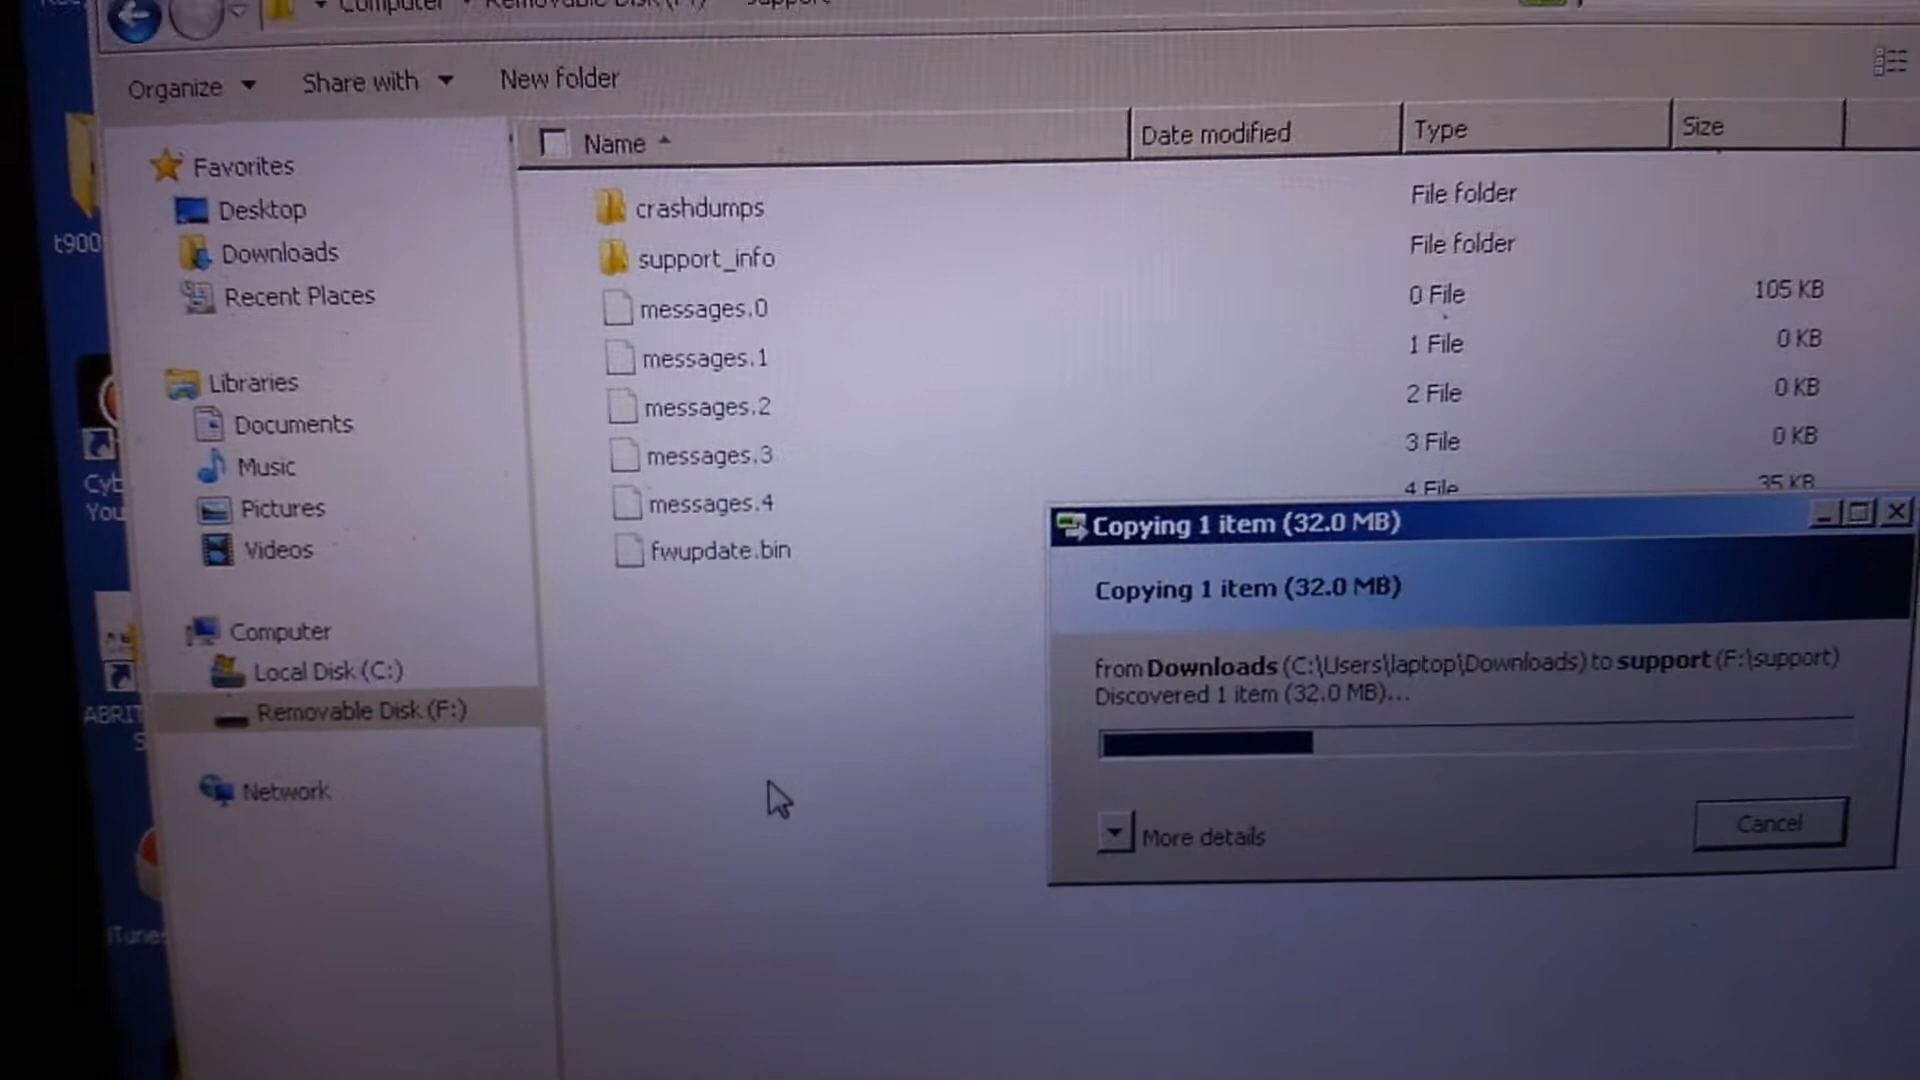 Computer Removable Disk (F:) support
Organize Share with New folder
Name Date modified Type Size
Favorites
Desktop
Downloads
Recent Places
Libraries
Documents
Music
Pictures
Videos
Computer
Local Disk (C:)
Removable Disk (F:)
Network
crashdumps File folder
support_info File folder
messages.0 0 File 105 KB
messages.1 1 File 0 KB
messages.2 2 File 0 KB
messages.3 3 File 0 KB
messages.4 4 File 35 KB
fwupdate.bin
Copying 1 item (32.0 MB)
Copying 1 item (32.0 MB)
from Downloads (C:\Users\laptop\Downloads) to support (F:\support)
Discovered 1 item (32.0 MB)...
More details Cancel
t900
Cyb
You
ABRIT
S
iTunes